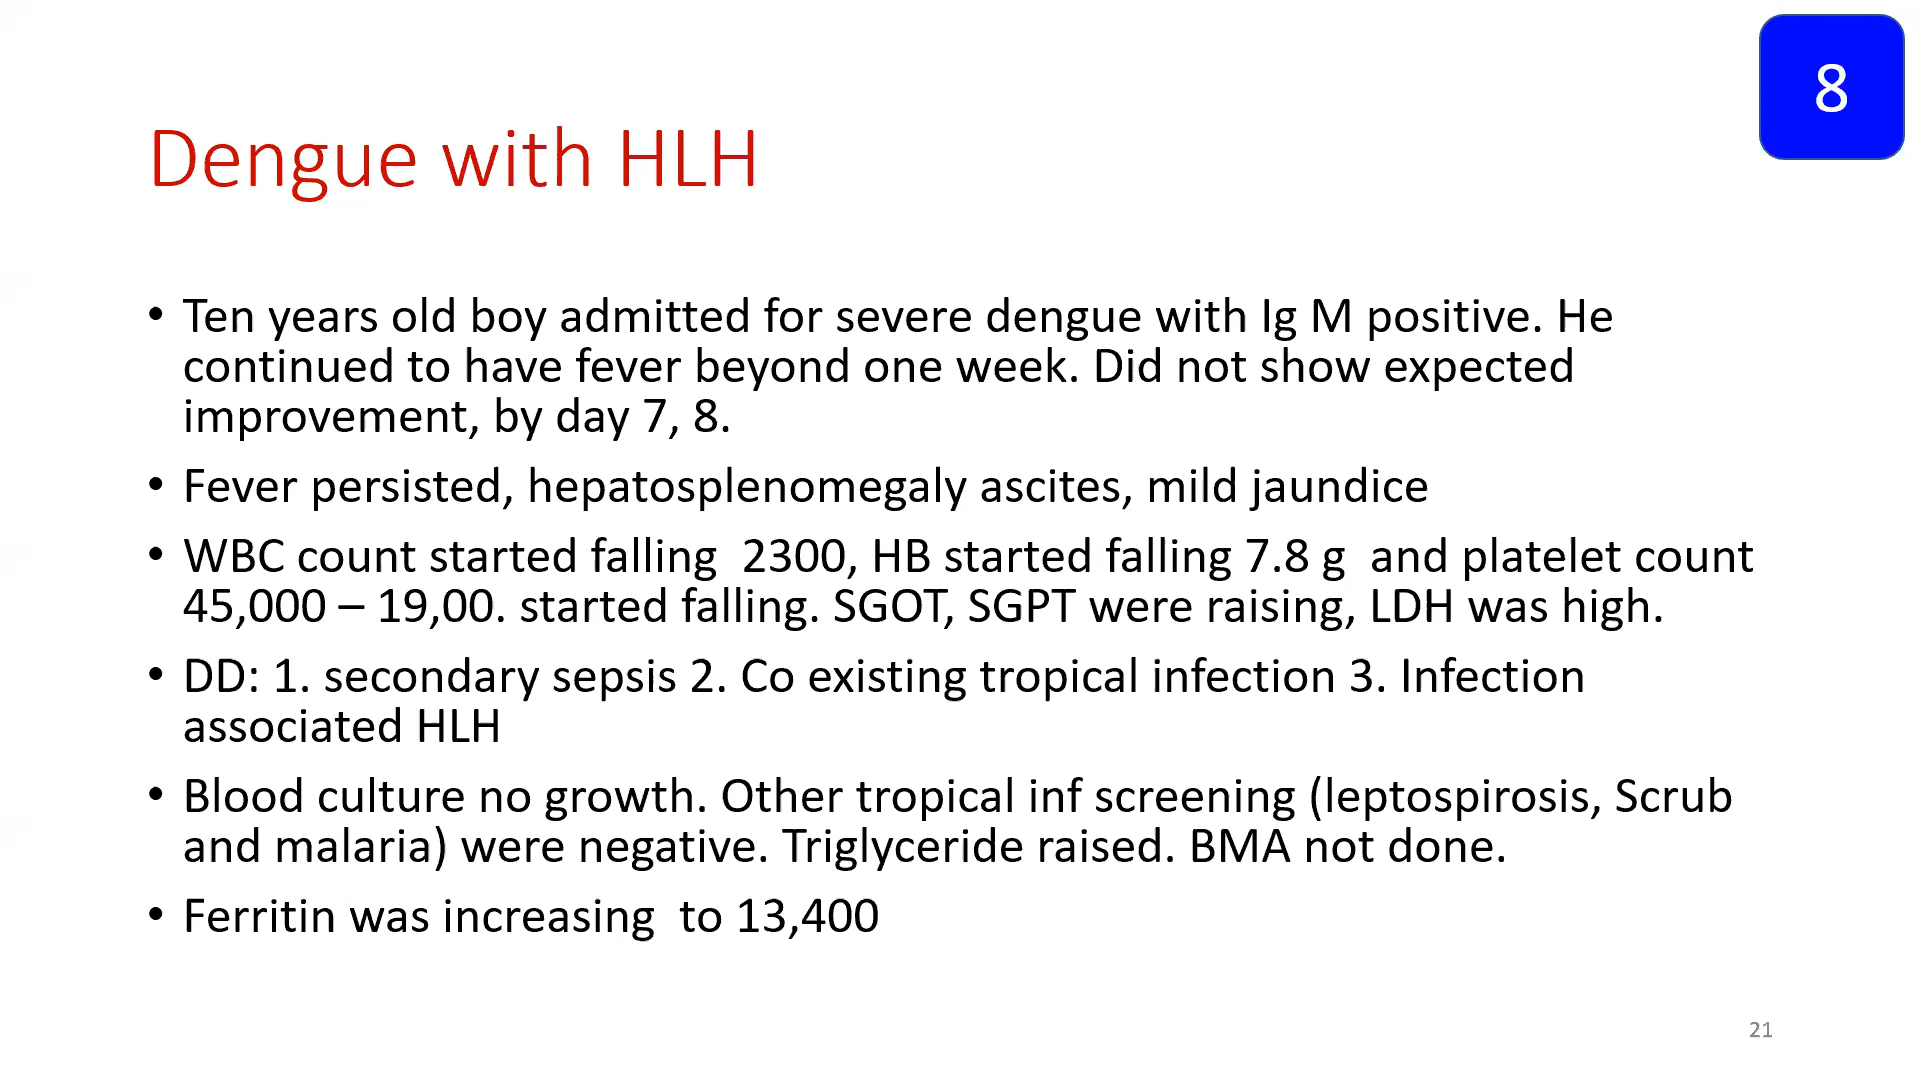 8
Dengue with HLH
• Ten years old boy admitted for severe dengue with Ig M positive. He
continued to have fever beyond one week. Did not show expected
improvement, by day 7, 8.
• Fever persisted, hepatosplenomegaly ascites, mild jaundice
• WBC count started falling  2300, HB started falling 7.8 g  and platelet count
45,000 – 19,00. started falling. SGOT, SGPT were raising, LDH was high.
• DD: 1. secondary sepsis 2. Co existing tropical infection 3. Infection
associated HLH
• Blood culture no growth. Other tropical inf screening (leptospirosis, Scrub
and malaria) were negative. Triglyceride raised. BMA not done.
• Ferritin was increasing  to 13,400
21